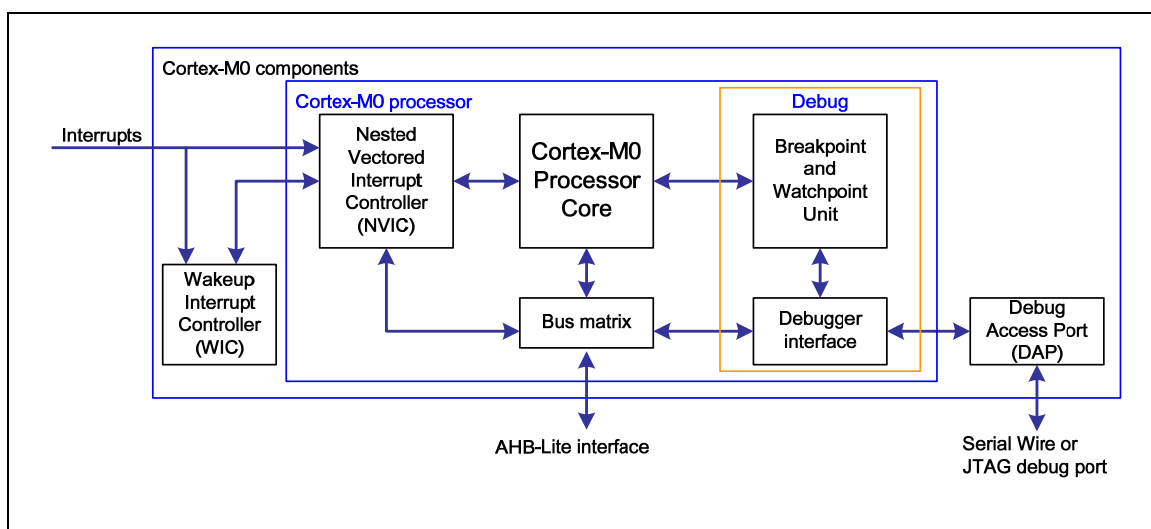 Cortex-M0 components
Cortex-M0 processor
Debug
Interrupts
Nested
Vectored
Interrupt
Controller
(NVIC)
Cortex-M0
Processor
Core
Breakpoint
and
Watchpoint
Unit
Wakeup
Interrupt
Controller
(WIC)
Bus matrix
Debugger
interface
Debug
Access Port
(DAP)
AHB-Lite interface
Serial Wire or
JTAG debug port